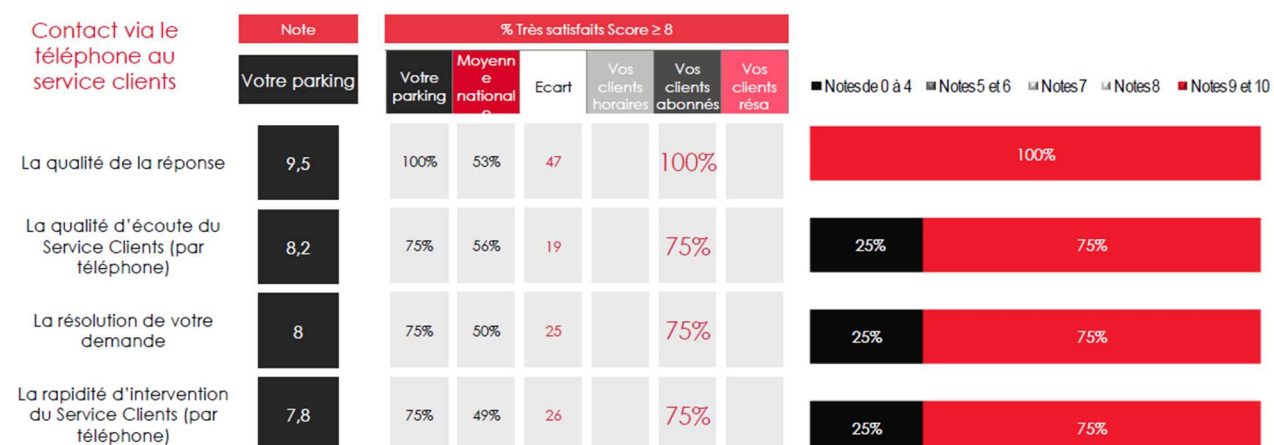 Contact via le
téléphone au
service clients
Note
% Très satisfaits Score ≥ 8
Votre parking
Votre
parking
Moyenn
e
national
e
Ecart
Vos
clients
horaires
Vos
clients
abonnés
Vos
clients
résa
Notes de 0 à 4 Notes 5 et 6 Notes 7 Notes 8 Notes 9 et 10
La qualité de la réponse
9,5
100% 53% 47 100%
100%
La qualité d'écoute du
Service Clients (par
téléphone)
8,2
75% 56% 19 75%
25% 75%
La résolution de votre
demande
8
75% 50% 25 75%
25% 75%
La rapidité d'intervention
du Service Clients (par
téléphone)
7,8
75% 49% 26 75%
25% 75%